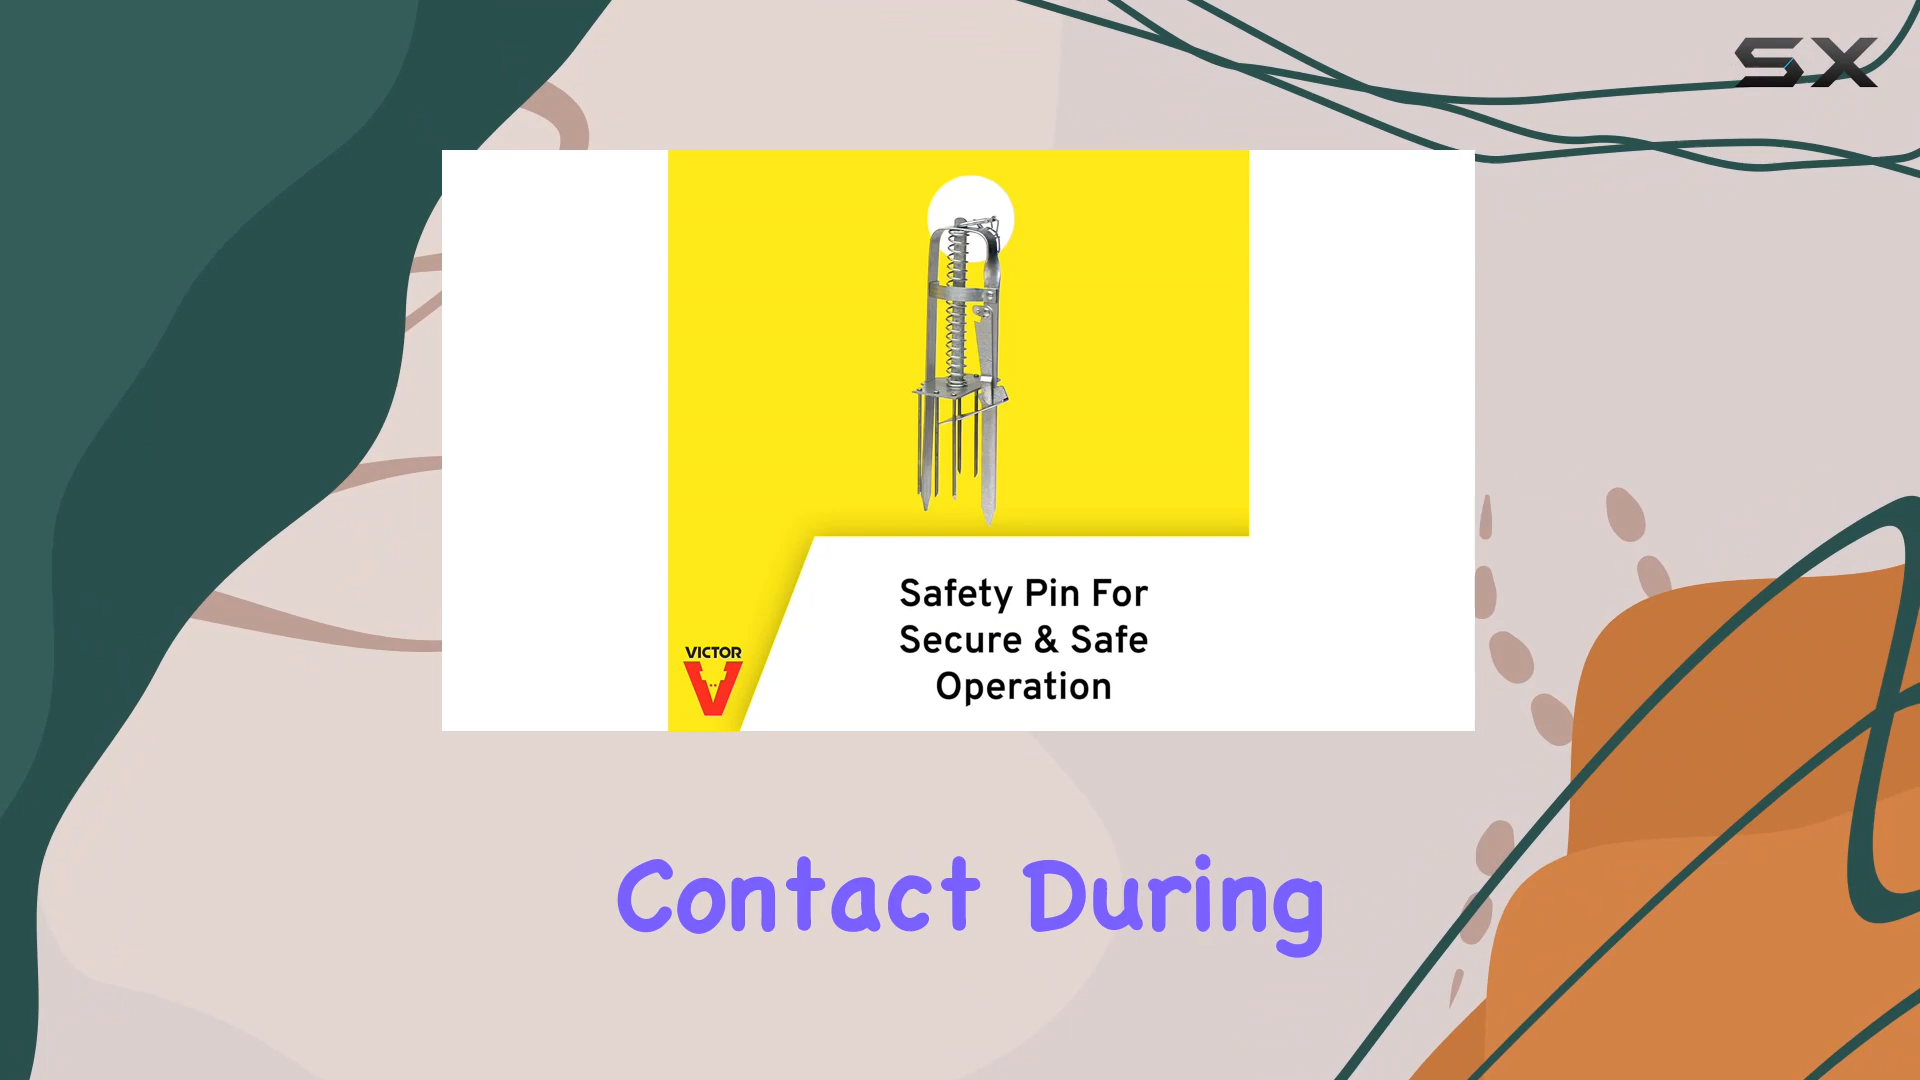 SX
Safety Pin For
Secure & Safe
Operation
VICTOR
Contact During